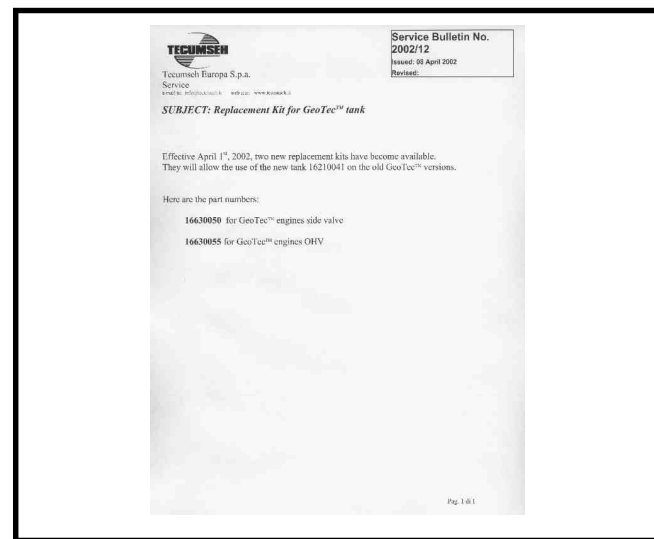 TECUMSEH
Service Bulletin No.
2002/12
Issued: 08 April 2002
Revised:
Tecumseh Europa S.p.a.
Service
SUBJECT: Replacement Kit for GeoTec™ tank
Effective April 1st, 2002, two new replacement kits have become available.
They will allow the use of the new tank 16210041 on the old GeoTec™ versions.
Here are the part numbers:
16630050 for GeoTec™ engines side valve
16630055 for GeoTec™ engines OHV
Pag. 1 di 1